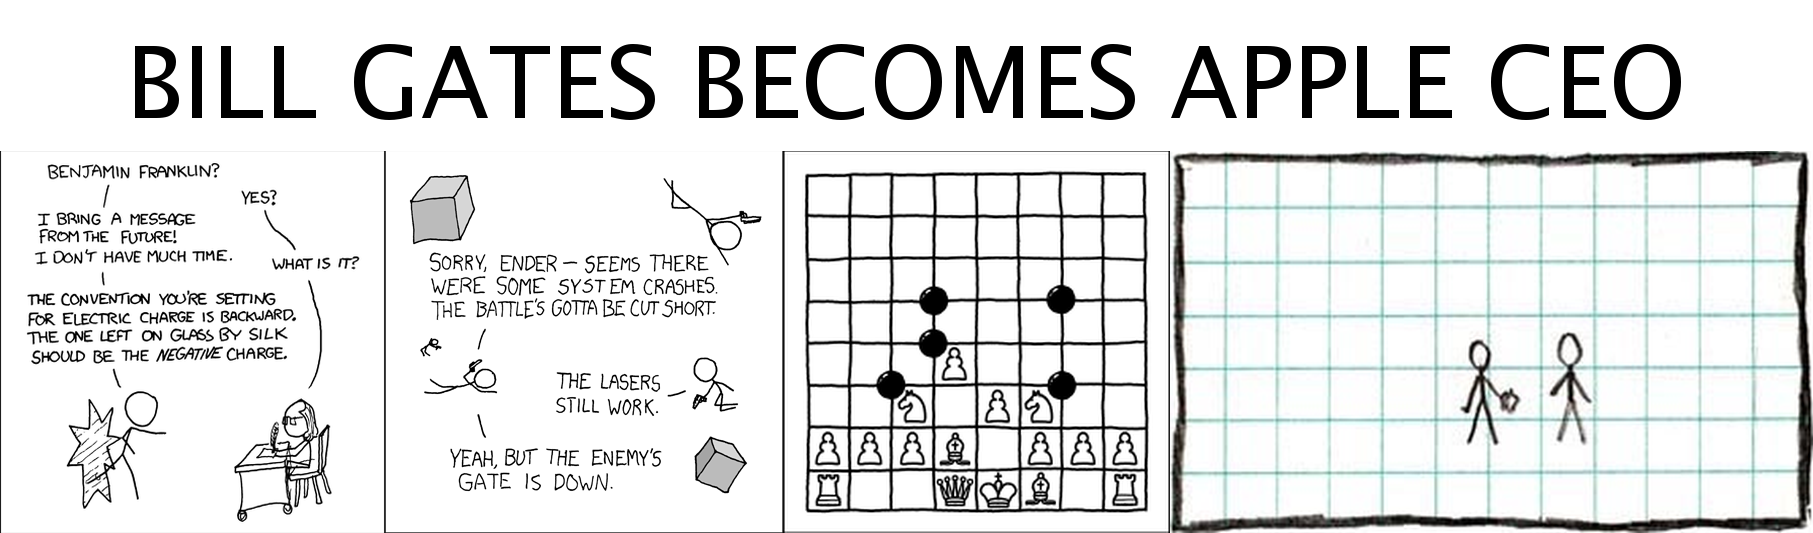 BILL GATES BECOMES APPLE CEO
BENJAMIN FRANKLIN?
YES?
I BRING A MESSAGE
FROM THE FUTURE!
I DON'T HAVE MUCH TIME.
WHAT IS IT?
THE CONVENTION YOU'RE SETTING
FOR ELECTRIC CHARGE IS BACKWARD.
THE ONE LEFT ON GLASS BY SILK
SHOULD BE THE NEGATIVE CHARGE.
SORRY, ENDER — SEEMS THERE
WERE SOME SYSTEM CRASHES.
THE BATTLE'S GOTTA BE CUT SHORT.
THE LASERS
STILL WORK.
YEAH, BUT THE ENEMY'S
GATE IS DOWN.